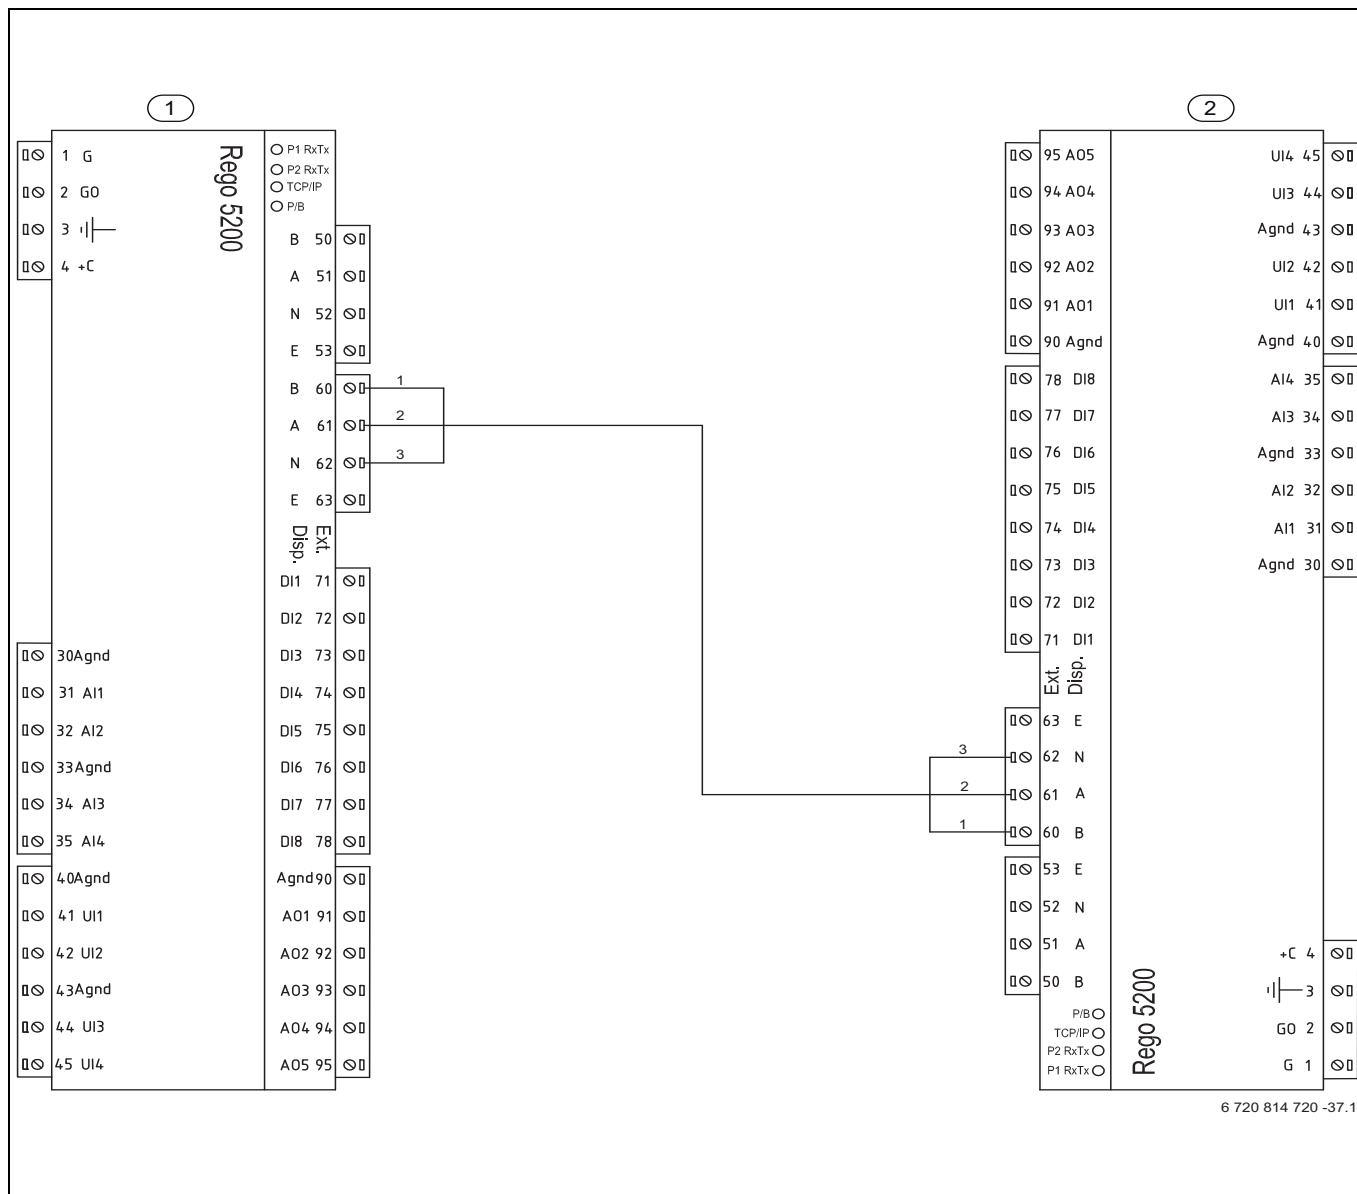 1
2
1 G
2 G0
3
4 +C
Rego 5200
P1 RxTx
P2 RxTx
TCP/IP
P/B
B 50
A 51
N 52
E 53
B 60
A 61
N 62
E 63
1
2
3
Disp.
Ext.
DI1 71
DI2 72
DI3 73
DI4 74
DI5 75
DI6 76
DI7 77
DI8 78
Agnd 90
AO1 91
AO2 92
AO3 93
AO4 94
AO5 95
30 Agnd
31 AI1
32 AI2
33 Agnd
34 AI3
35 AI4
40 Agnd
41 UI1
42 UI2
43 Agnd
44 UI3
45 UI4
95 AO5
94 AO4
93 AO3
92 AO2
91 AO1
90 Agnd
78 DI8
77 DI7
76 DI6
75 DI5
74 DI4
73 DI3
72 DI2
71 DI1
Ext.
Disp.
63 E
62 N
61 A
60 B
3
2
1
53 E
52 N
51 A
50 B
P/B
TCP/IP
P2 RxTx
P1 RxTx
Rego 5200
UI4 45
UI3 44
Agnd 43
UI2 42
UI1 41
Agnd 40
AI4 35
AI3 34
Agnd 33
AI2 32
AI1 31
Agnd 30
+C 4
3
G0 2
G 1
6 720 814 720 -37.1